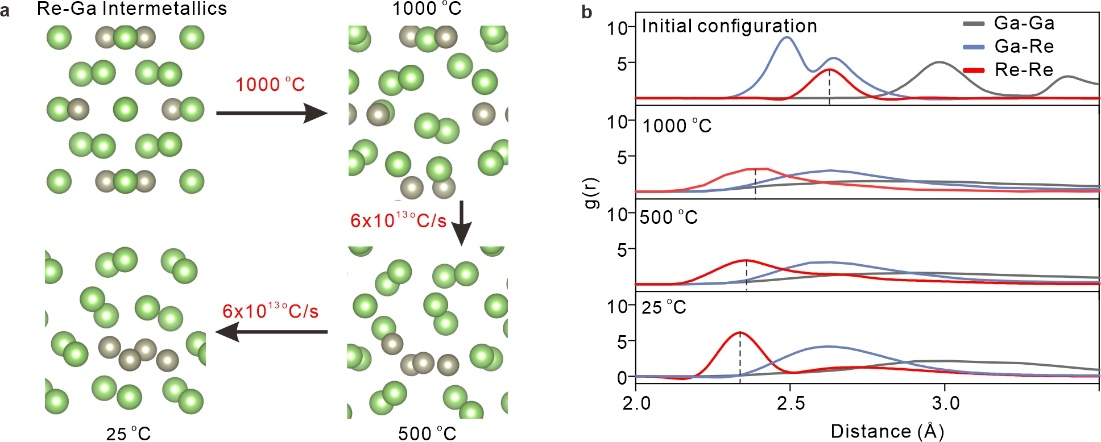 a
Re-Ga Intermetallics
1000 °C
1000 °C
6x10¹³°C/s
6x10¹³°C/s
25 °C
500 °C
b
Initial configuration
Ga-Ga
Ga-Re
Re-Re
10
5
1000 °C
10
5
500 °C
10
5
25 °C
10
5
0
g(r)
2.0 2.5 3.0
Distance (Å)